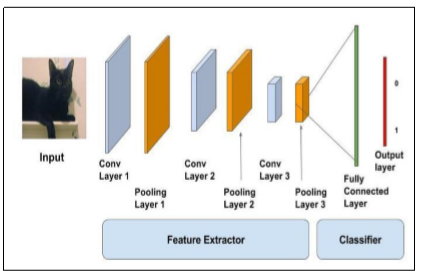 Input
Conv
Layer 1
Pooling
Layer 1
Conv
Layer 2
Pooling
Layer 2
Conv
Layer 3
Pooling
Layer 3
Fully
Connected
Layer
0
1
Output
layer
Feature Extractor
Classifier